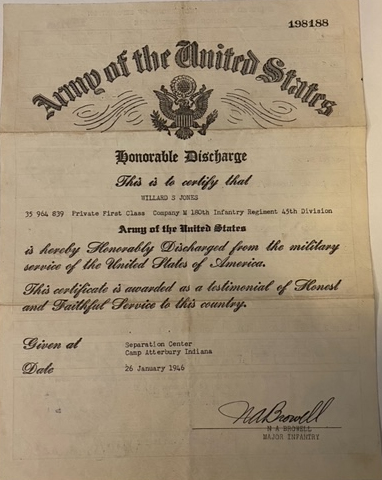 198188
Army of the United States
Honorable Discharge
This is to certify that
WILLARD S JONES
35 964 839 Private First Class Company M 180th Infantry Regiment 45th Division
Army of the United States
is hereby Honorably Discharged from the military
service of the United States of America.
This certificate is awarded as a testimonial of Honest
and Faithful Service to this country.
Given at Separation Center
Camp Atterbury Indiana
Date 26 January 1946
N A Browell
N A BROWELL
MAJOR INFANTRY